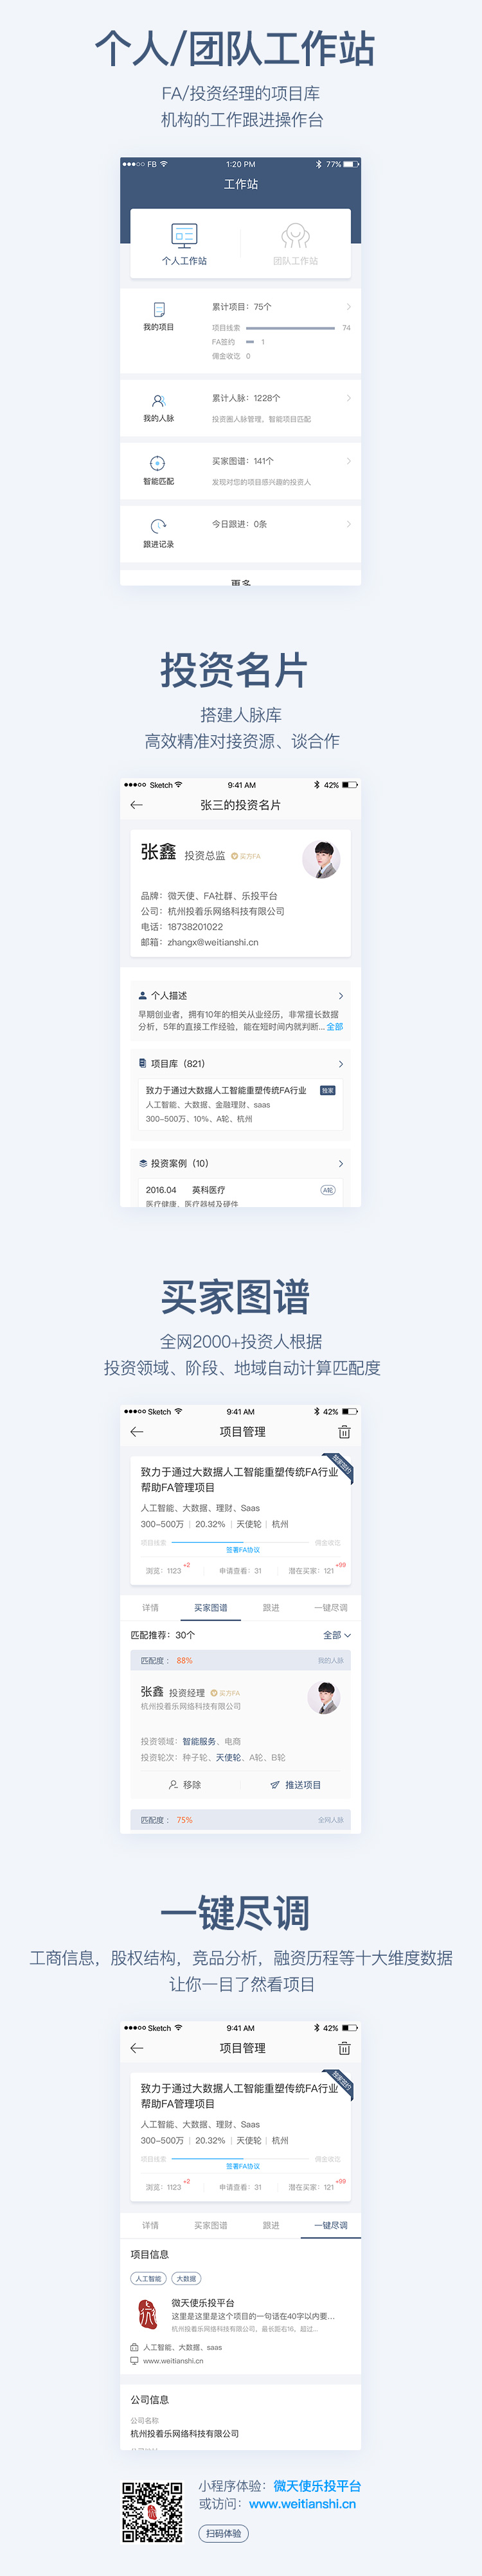 个人/团队工作站
FA/投资经理的项目库
机构的工作跟进操作台
FB 1:20 PM 77%
工作站
个人工作站 团队工作站
我的项目
累计项目：75个
项目线索 74
FA签约 1
佣金收讫 0
我的人脉
累计人脉：1228个
投资圈人脉管理，智能项目匹配
智能匹配
买家图谱：141个
发现对您的项目感兴趣的投资人
跟进记录
今日跟进：0条
更多
投资名片
搭建人脉库
高效精准对接资源、谈合作
Sketch 9:41 AM 42%
张三的投资名片
张鑫 投资总监 买方FA
品牌：微天使、FA社群、乐投平台
公司：杭州投着乐网络科技有限公司
电话：18738201022
邮箱：zhangx@weitianshi.cn
个人描述
早期创业者，拥有10年的相关从业经历，非常擅长数据
分析，5年的直接工作经验，能在短时间内就判断... 全部
项目库（821）
致力于通过大数据人工智能重塑传统FA行业 独家
人工智能、大数据、金融理财、saas
300-500万、10%、A轮、杭州
投资案例（10）
2016.04 英科医疗 A轮
医疗健康，医疗器械及硬件
买家图谱
全网2000+投资人根据
投资领域、阶段、地域自动计算匹配度
Sketch 9:41 AM 42%
项目管理
独家签约
致力于通过大数据人工智能重塑传统FA行业
帮助FA管理项目
人工智能、大数据、理财、Saas
300-500万 | 20.32% | 天使轮 | 杭州
项目线索 签署FA协议 佣金收讫
浏览：1123 +2 申请查看：31 潜在买家：121 +99
详情 买家图谱 跟进 一键尽调
匹配推荐：30个 全部
匹配度： 88% 我的人脉
张鑫 投资经理 买方FA
杭州投着乐网络科技有限公司
投资领域：智能服务、电商
投资轮次：种子轮、天使轮、A轮、B轮
移除 推送项目
匹配度： 75% 全网人脉
一键尽调
工商信息，股权结构，竞品分析，融资历程等十大维度数据
让你一目了然看项目
Sketch 9:41 AM 42%
项目管理
独家签约
致力于通过大数据人工智能重塑传统FA行业
帮助FA管理项目
人工智能、大数据、理财、Saas
300-500万 | 20.32% | 天使轮 | 杭州
项目线索 签署FA协议 佣金收讫
浏览：1123 +2 申请查看：31 潜在买家：121 +99
详情 买家图谱 跟进 一键尽调
项目信息
人工智能 大数据
微天使乐投平台
这里是这里是这个项目的一句话在40字以内要...
杭州投着乐网络科技有限公司，最长距右16，超过...
人工智能、大数据、saas
www.weitianshi.cn
公司信息
公司名称
杭州投着乐网络科技有限公司
小程序体验：微天使乐投平台
或访问：www.weitianshi.cn
扫码体验